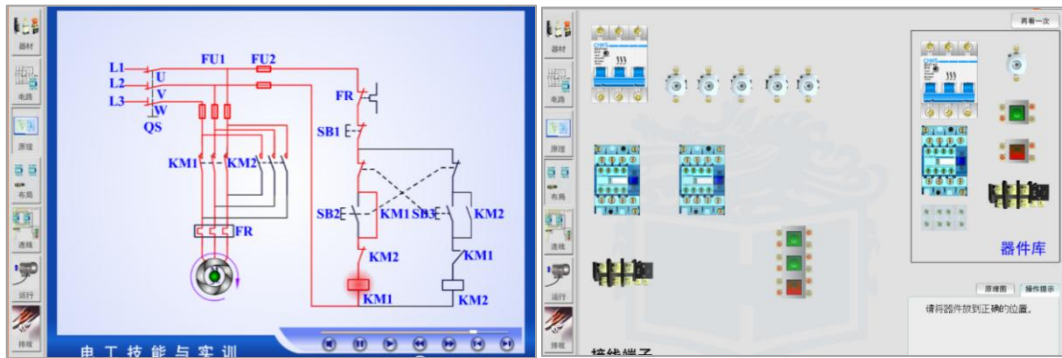 器材
电路
原理
布局
连线
运行
排故
L1
L2
L3
U
V
W
QS
FU1
FU2
FR
SB1
KM1
KM2
SB2
KM1
SB3
KM2
FR
KM2
KM1
KM1
KM2
电工技能与实训
器材
电路
原理
布局
连线
运行
排故
再看一次
CHKS
CHKS
器件库
原理图
操作提示
请将器件放到正确的位置。
接线端子